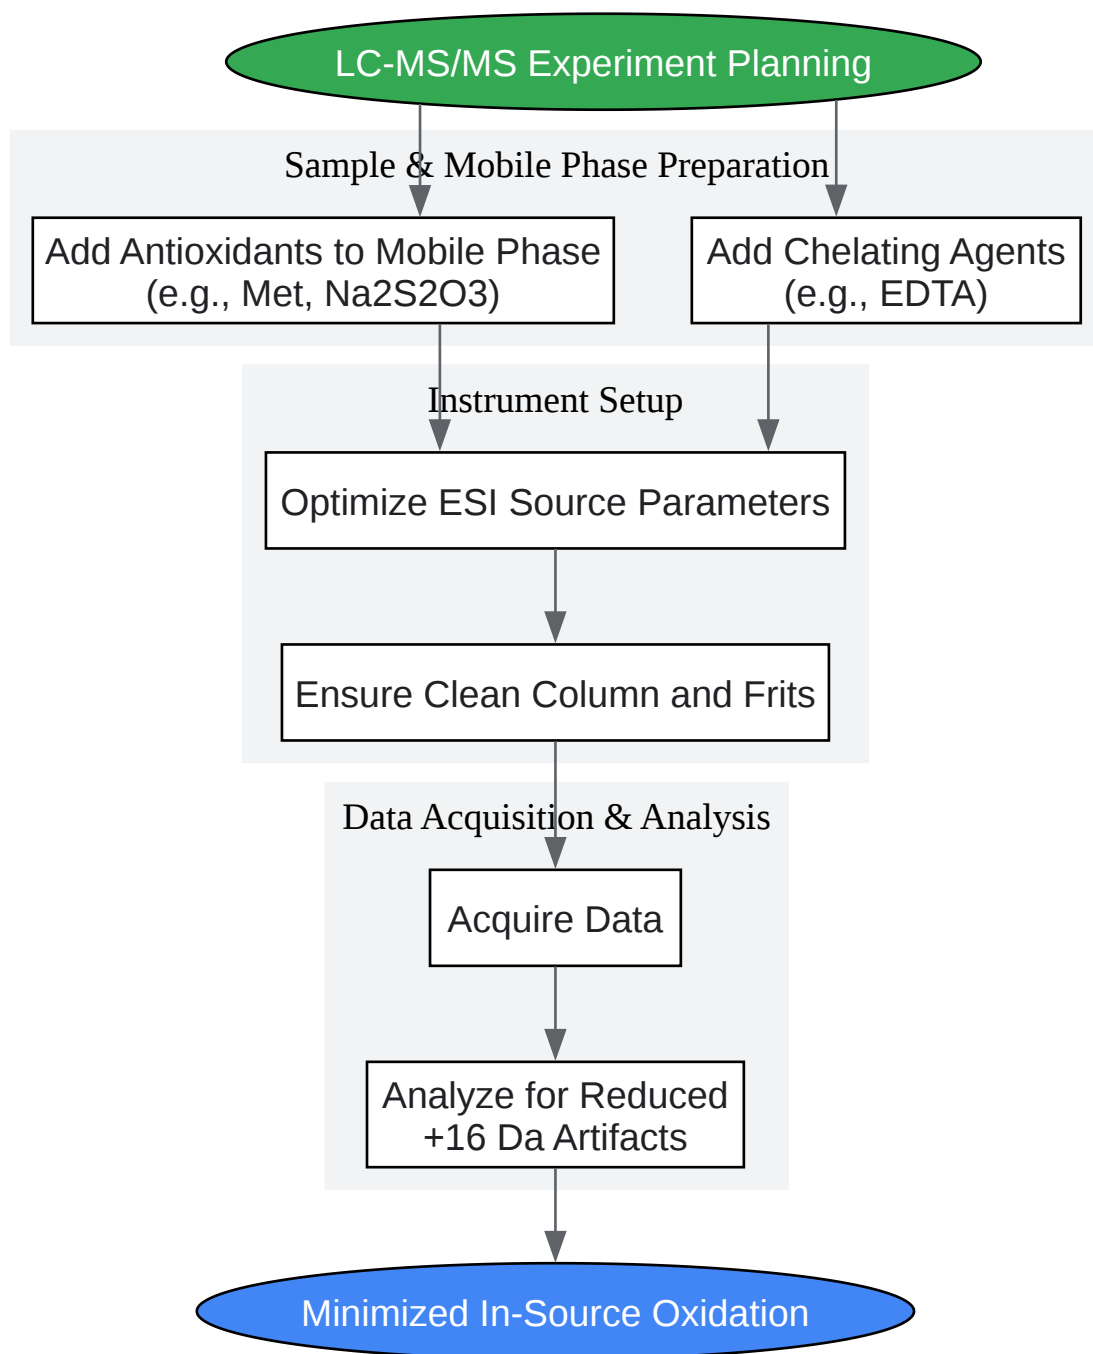 LC-MS/MS Experiment Planning
Sample & Mobile Phase Preparation
Add Antioxidants to Mobile Phase
(e.g., Met, Na2S2O3)
Add Chelating Agents
(e.g., EDTA)
Instrument Setup
Optimize ESI Source Parameters
Ensure Clean Column and Frits
Data Acquisition & Analysis
Acquire Data
Analyze for Reduced
+16 Da Artifacts
Minimized In-Source Oxidation